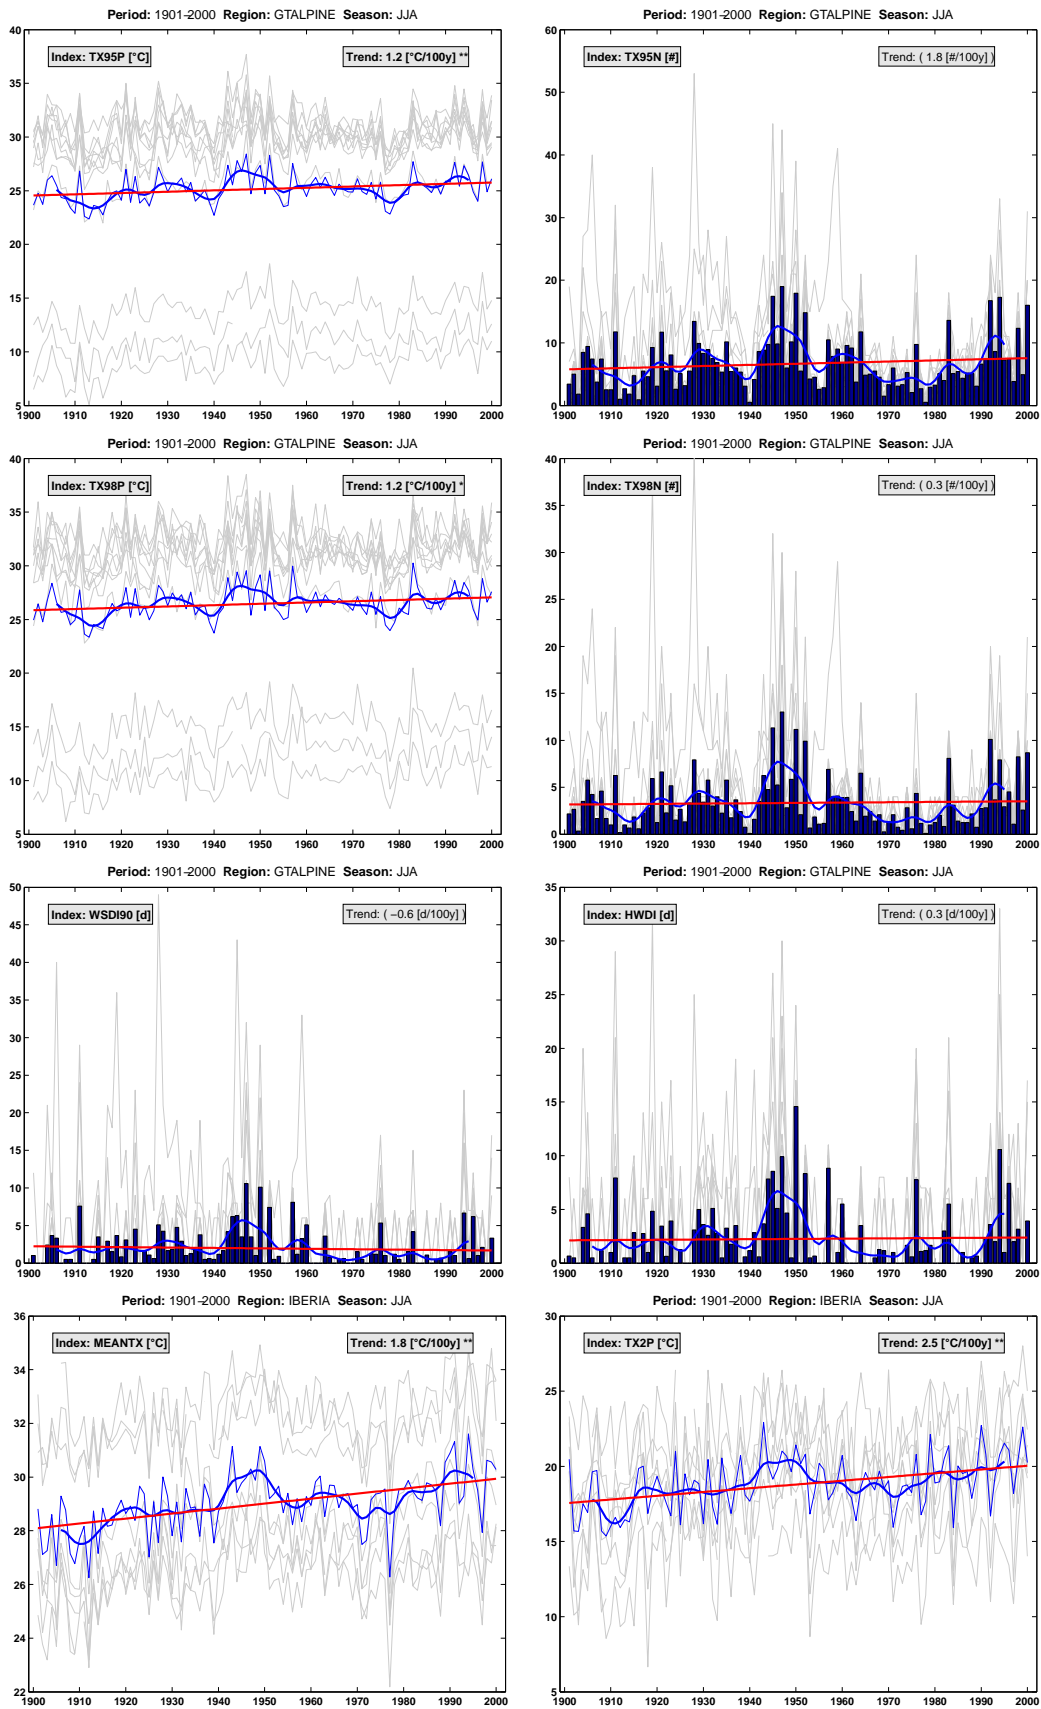 Period: 1901-2000 Region: GTALPINE Season: JJA
Index: TX95P [°C]
Trend: 1.2 [°C/100y] **
40
35
30
25
20
15
10
5
1900 1910 1920 1930 1940 1950 1960 1970 1980 1990 2000
Period: 1901-2000 Region: GTALPINE Season: JJA
Index: TX95N [#]
Trend: ( 1.8 [#/100y] )
60
50
40
30
20
10
0
1900 1910 1920 1930 1940 1950 1960 1970 1980 1990 2000
Period: 1901-2000 Region: GTALPINE Season: JJA
Index: TX98P [°C]
Trend: 1.2 [°C/100y] *
40
35
30
25
20
15
10
5
1900 1910 1920 1930 1940 1950 1960 1970 1980 1990 2000
Period: 1901-2000 Region: GTALPINE Season: JJA
Index: TX98N [#]
Trend: ( 0.3 [#/100y] )
40
35
30
25
20
15
10
5
0
1900 1910 1920 1930 1940 1950 1960 1970 1980 1990 2000
Period: 1901-2000 Region: GTALPINE Season: JJA
Index: WSDI90 [d]
Trend: ( −0.6 [d/100y] )
50
45
40
35
30
25
20
15
10
5
0
1900 1910 1920 1930 1940 1950 1960 1970 1980 1990 2000
Period: 1901-2000 Region: GTALPINE Season: JJA
Index: HWDI [d]
Trend: ( 0.3 [d/100y] )
35
30
25
20
15
10
5
0
1900 1910 1920 1930 1940 1950 1960 1970 1980 1990 2000
Period: 1901-2000 Region: IBERIA Season: JJA
Index: MEANTX [°C]
Trend: 1.8 [°C/100y] **
36
34
32
30
28
26
24
22
1900 1910 1920 1930 1940 1950 1960 1970 1980 1990 2000
Period: 1901-2000 Region: IBERIA Season: JJA
Index: TX2P [°C]
Trend: 2.5 [°C/100y] **
30
25
20
15
10
5
1900 1910 1920 1930 1940 1950 1960 1970 1980 1990 2000